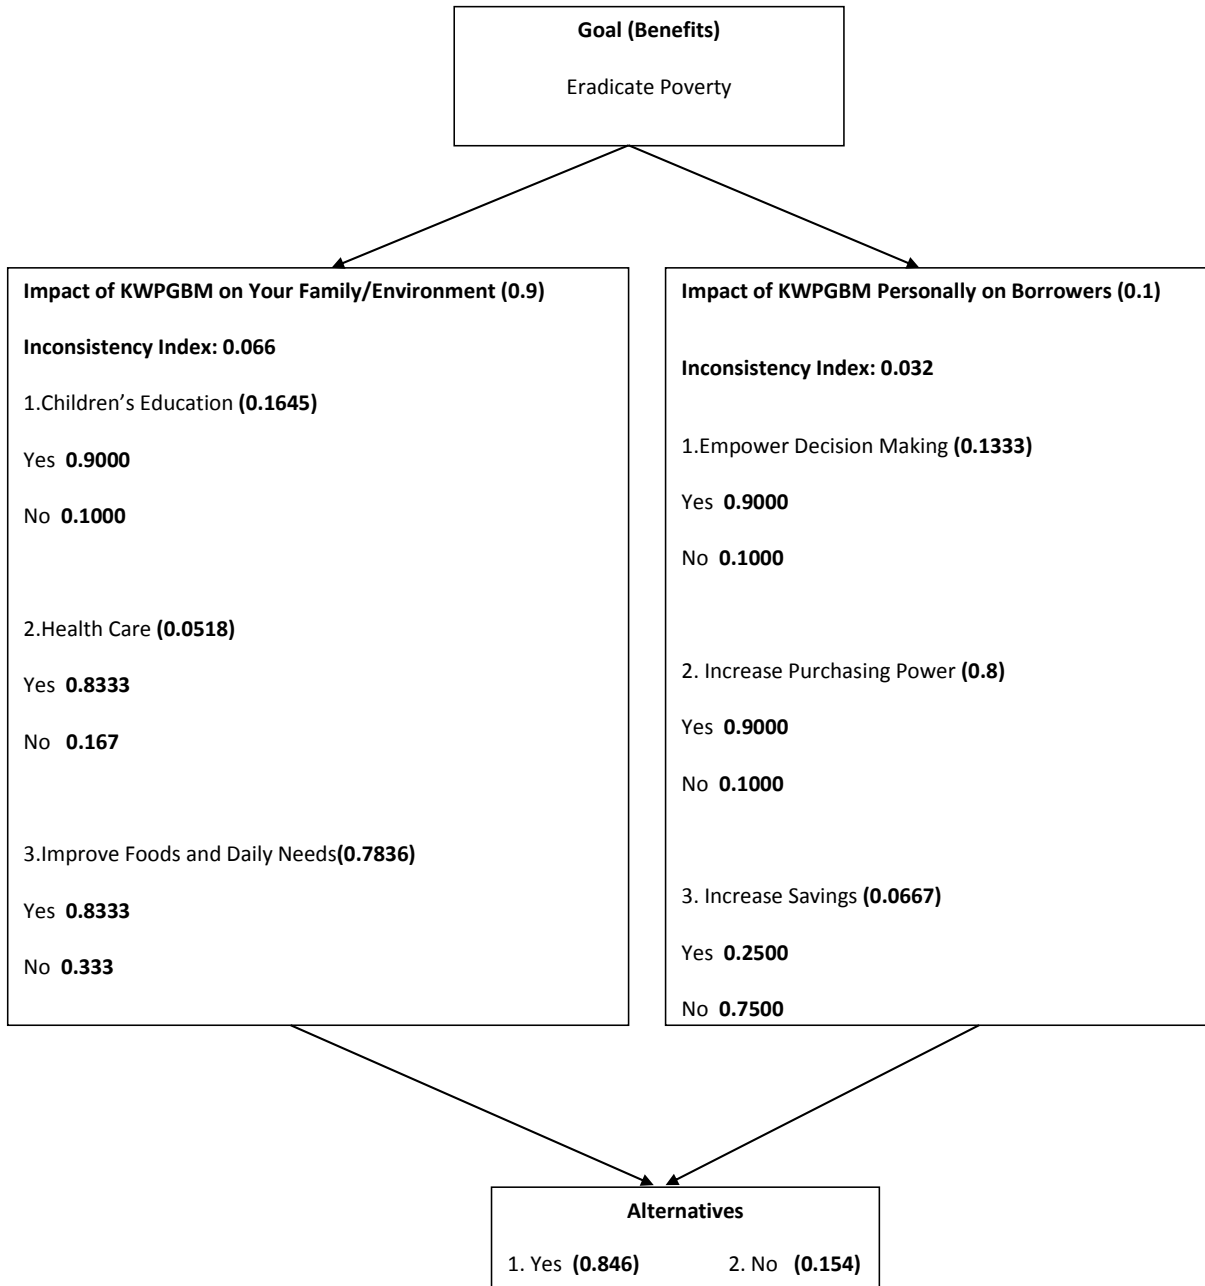 Goal (Benefits)
Eradicate Poverty
Impact of KWPGBM on Your Family/Environment (0.9)
Inconsistency Index: 0.066
1.Children’s Education (0.1645)
Yes 0.9000
No 0.1000
2.Health Care (0.0518)
Yes 0.8333
No 0.167
3.Improve Foods and Daily Needs(0.7836)
Yes 0.8333
No 0.333
Impact of KWPGBM Personally on Borrowers (0.1)
Inconsistency Index: 0.032
1.Empower Decision Making (0.1333)
Yes 0.9000
No 0.1000
2. Increase Purchasing Power (0.8)
Yes 0.9000
No 0.1000
3. Increase Savings (0.0667)
Yes 0.2500
No 0.7500
Alternatives
1. Yes (0.846) 2. No (0.154)